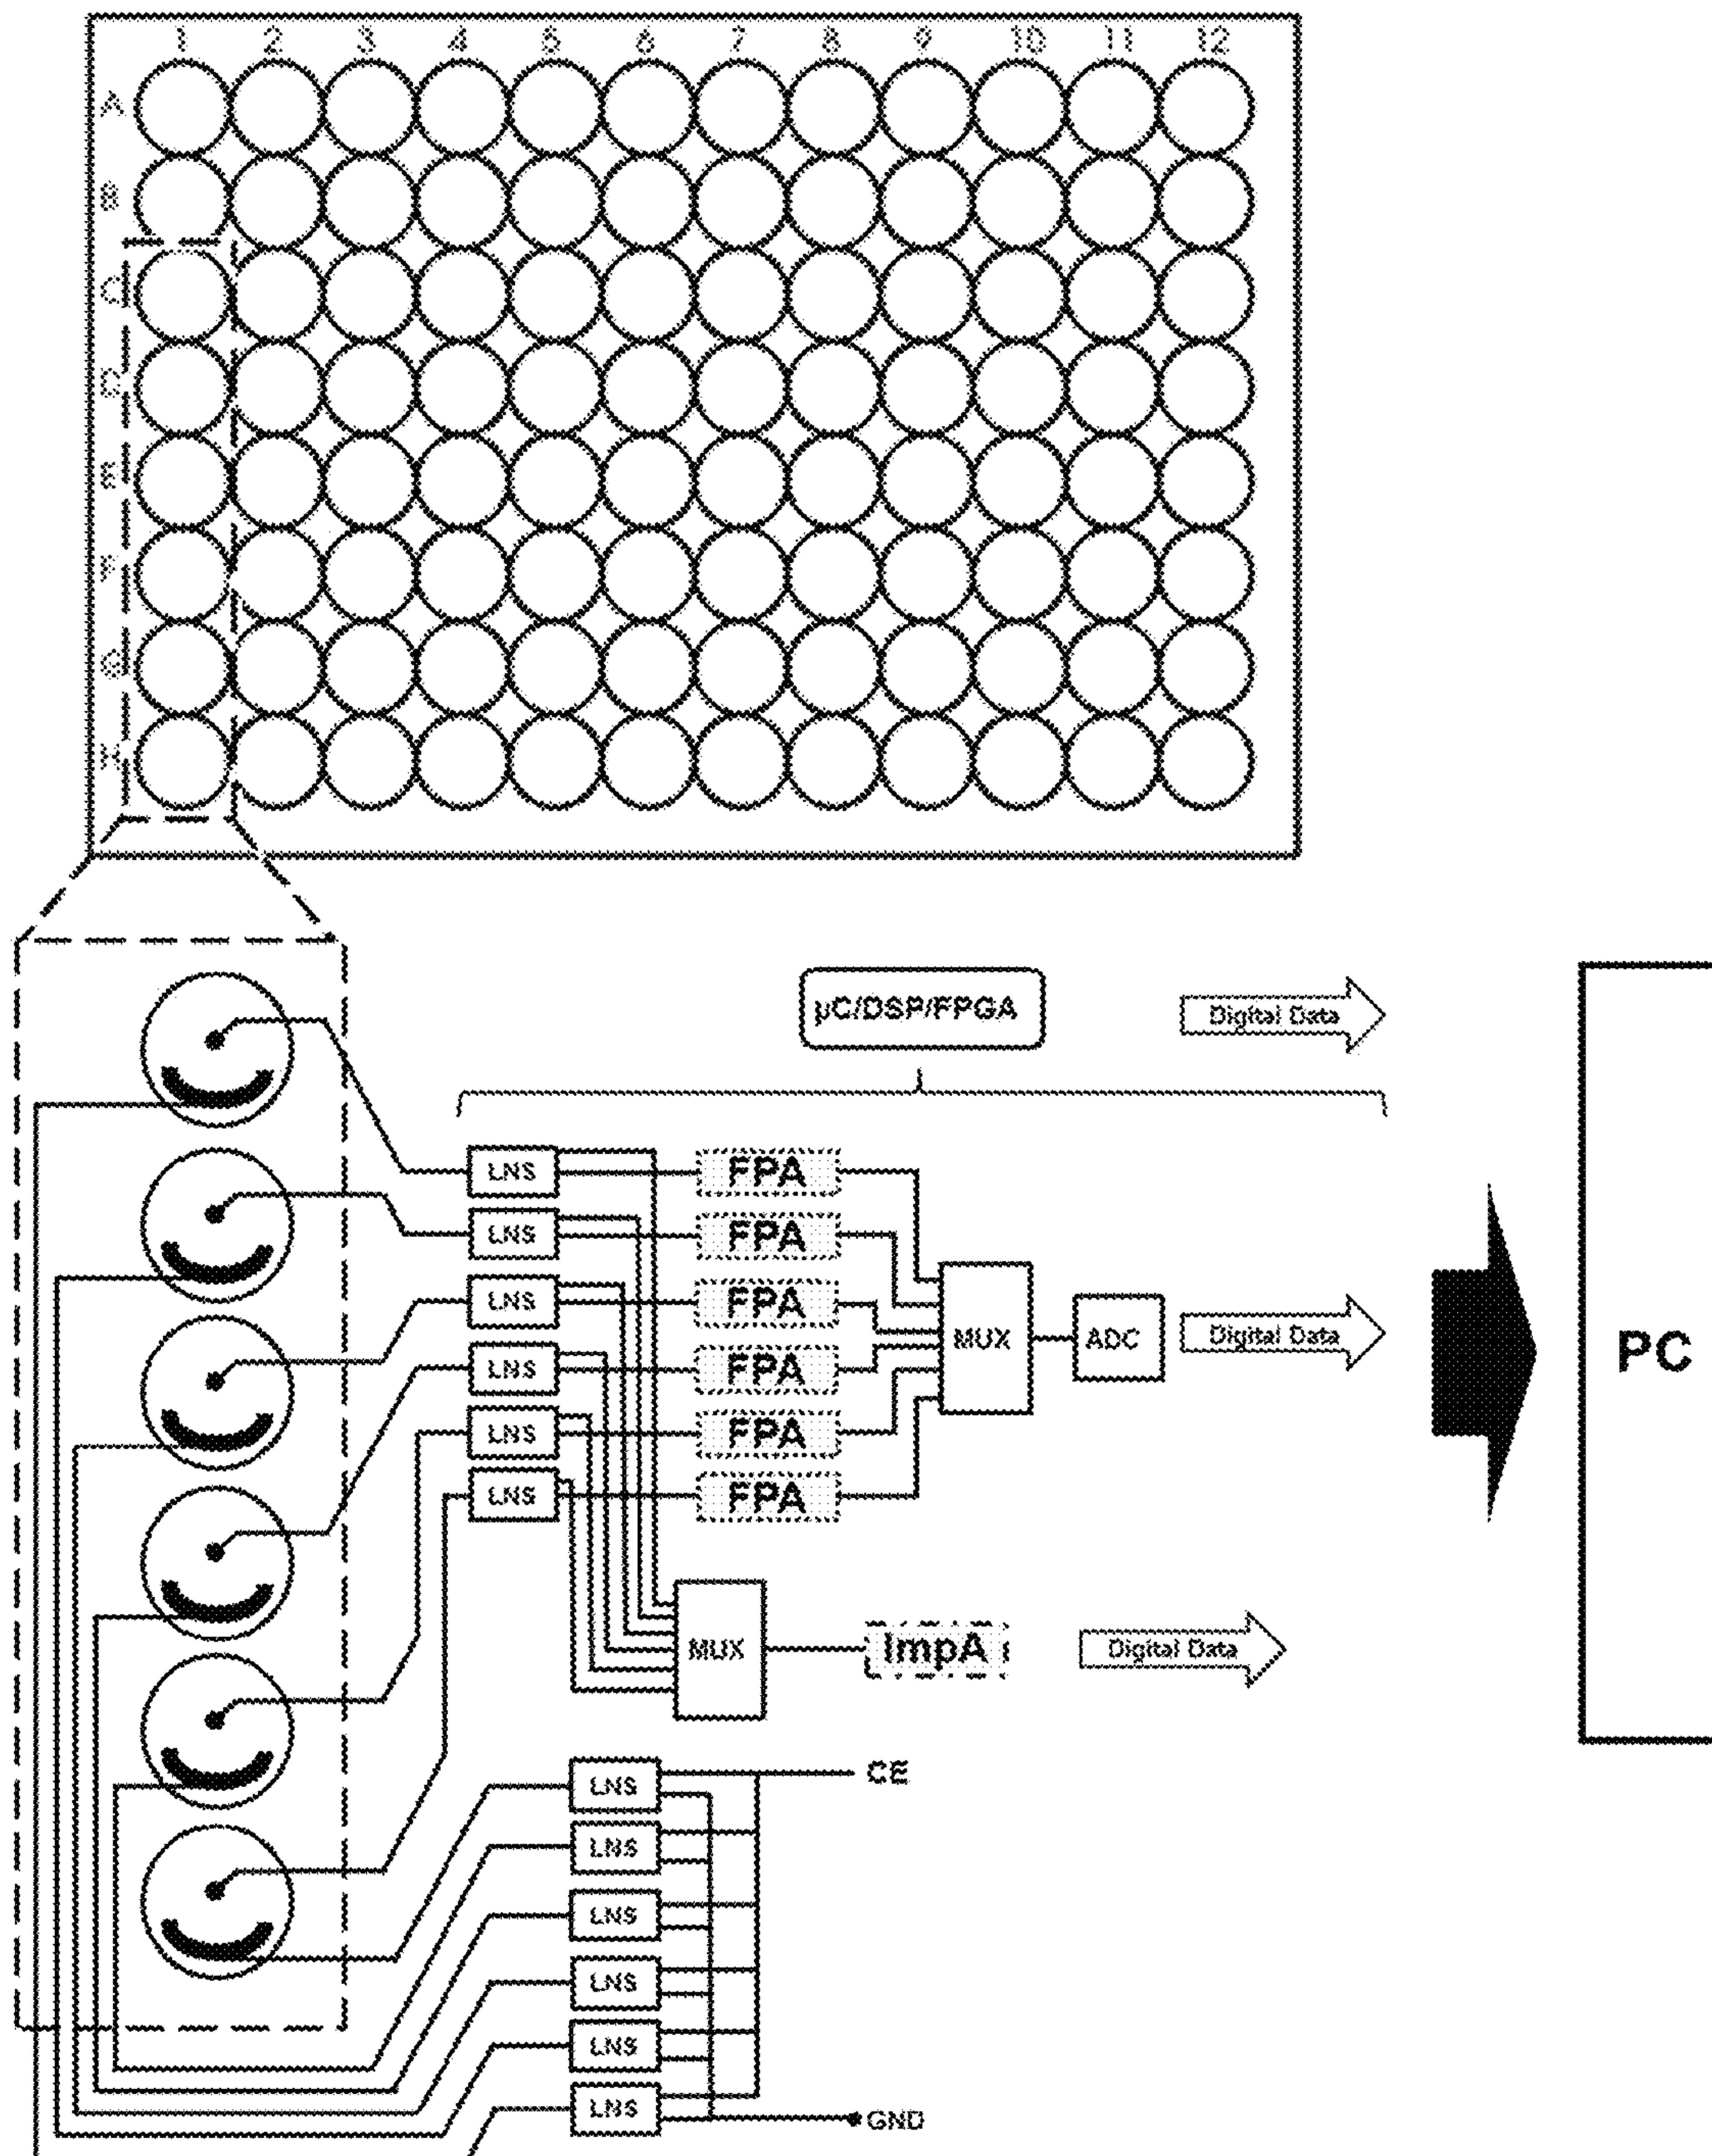 1 2 3 4 5 6 7 8 9 10 11 12
A
B
C
D
E
F
G
H
µC/DSP/FPGA
Digital Data
LNS FPA
LNS FPA
LNS FPA
LNS FPA
LNS FPA
LNS FPA
MUX ADC Digital Data
PC
MUX ImpA Digital Data
LNS CE
LNS
LNS
LNS
LNS
LNS GND